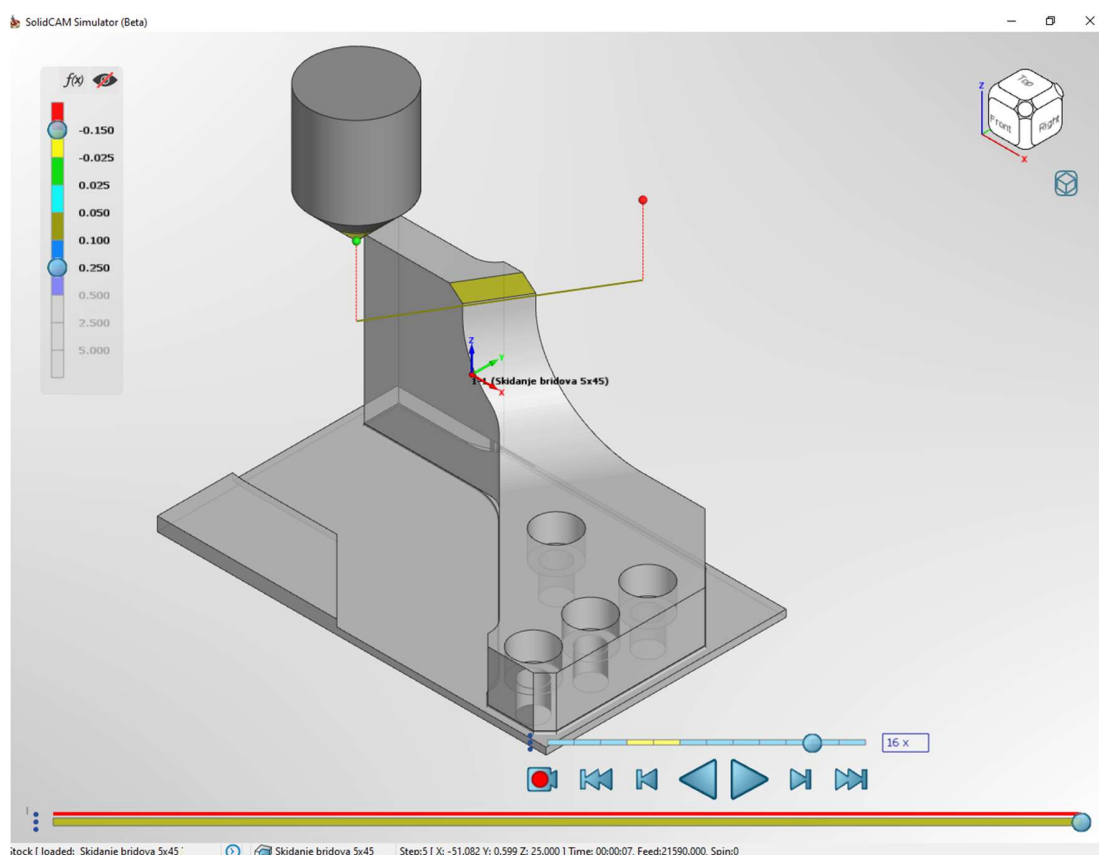 SolidCAM Simulator (Beta)
f(x)
-0.150
-0.025
0.025
0.050
0.100
0.250
0.500
2.500
5.000
Top
Front
Right
Z
X
Z
Y
X
1-1 (Skidanje bridova 5x45)
16 x
Stock [ loaded: Skidanje bridova 5x45 ' Skidanje bridova 5x45 Step:5 [ X: -51.082 Y: 0.599 Z: 25.000 ] Time: 00:00:07, Feed:21590.000, Spin:0